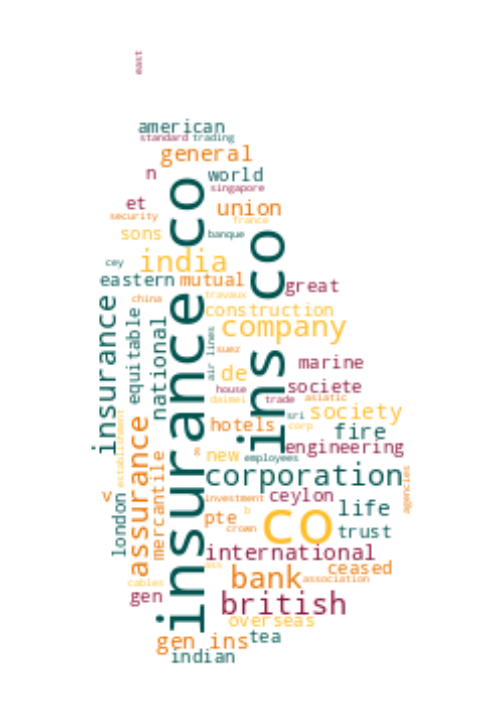 east
american
standard trading
general
n
world
singapore
insurance co
et
union
security
france
sons
banque
ins co
cey
india
eastern
mutual
great
china
travaux
insurance
equitable
national
construction
company
air lines
suez
marine
de
house
societe
daimei
trade
asiatic
establishment
assurance
sri
society
hotels
corp
fire
engineering
mercantile
new
employees
corporation
agencies
v
london
investment
ceylon
pte
b
co
life
crown
trust
international
bank
ceased
association
cables
gen
british
overseas
gen ins
tea
indian